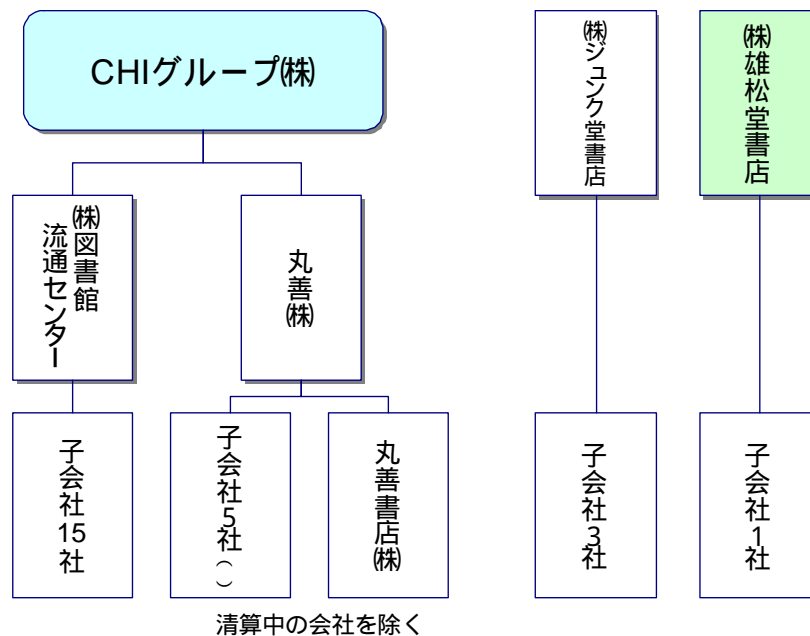 CHIグループ㈱
㈱ジュンク堂書店
㈱雄松堂書店
㈱図書館
流通センター
丸善㈱
子会社15社
子会社5社()
丸善書店㈱
子会社3社
子会社1社
清算中の会社を除く